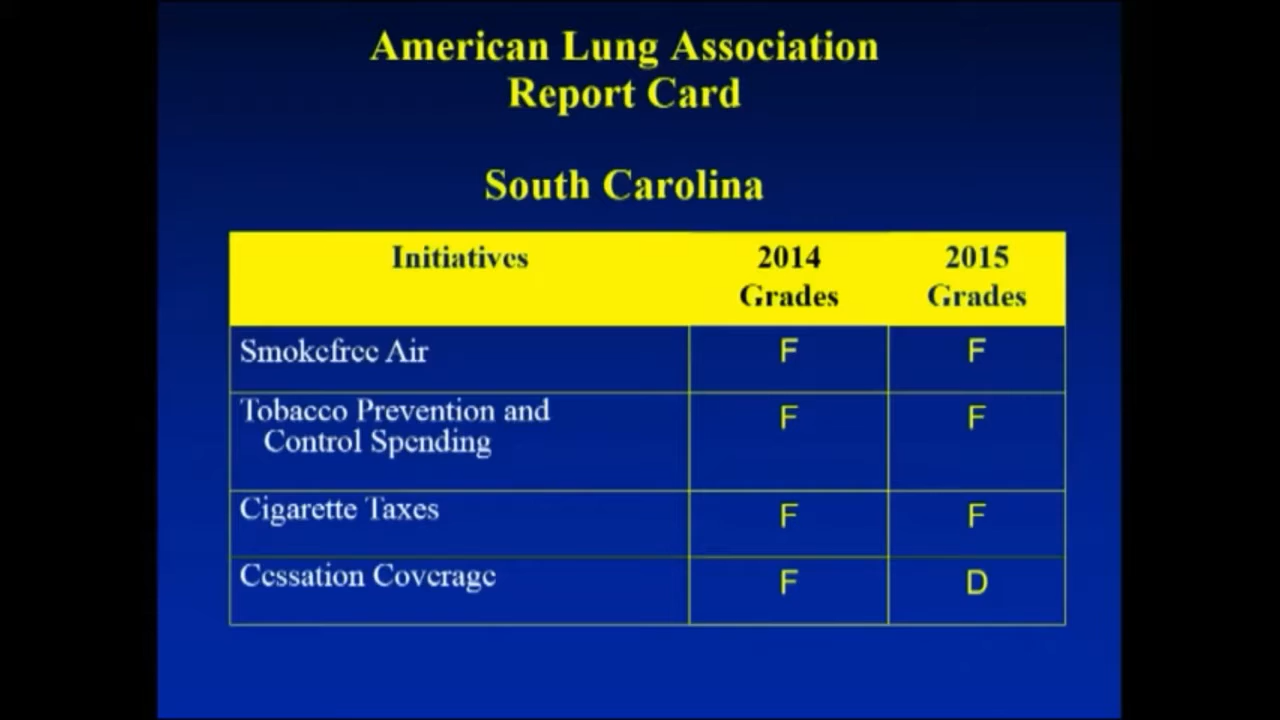 American Lung Association
Report Card
South Carolina
Initiatives 2014 Grades 2015 Grades
Smokefree Air F F
Tobacco Prevention and Control Spending F F
Cigarette Taxes F F
Cessation Coverage F D